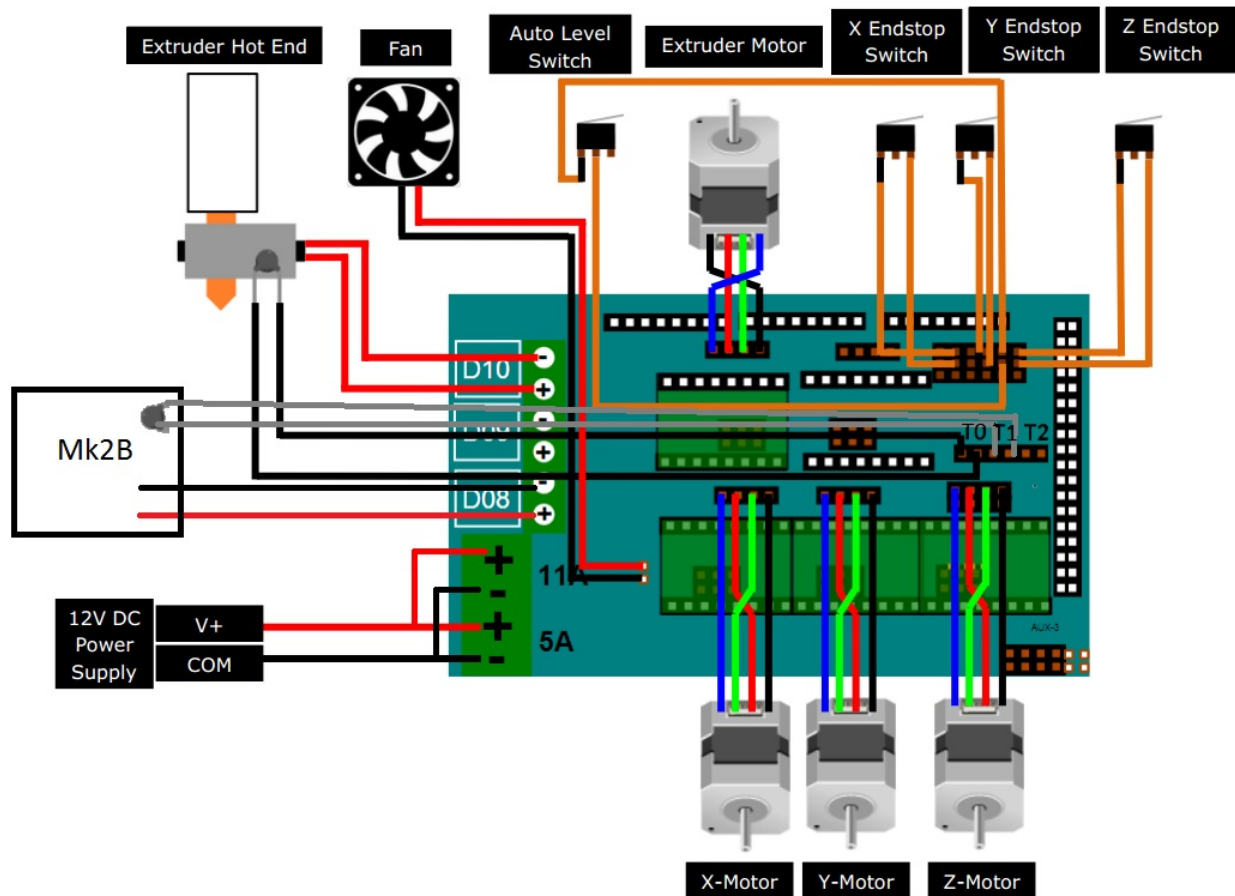 Extruder Hot End
Fan
Auto Level
Switch
Extruder Motor
X Endstop
Switch
Y Endstop
Switch
Z Endstop
Switch
D10
D09
D08
Mk2B
T0 T1 T2
11A
5A
+
-
+
-
-
+
-
+
-
+
12V DC
Power
Supply
V+
COM
AUX-3
X-Motor
Y-Motor
Z-Motor